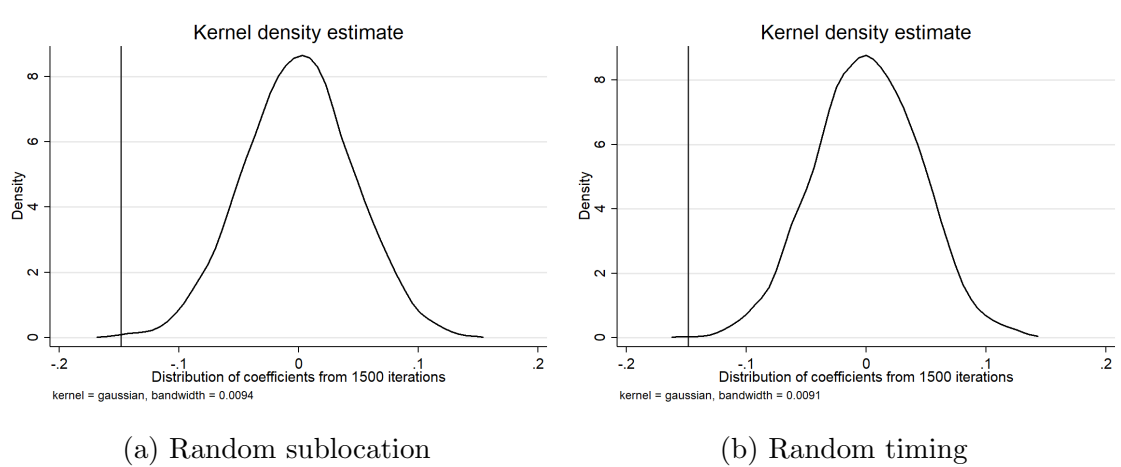 Kernel density estimate
Density
8
6
4
2
0
-.2 -.1 0 .1 .2
Distribution of coefficients from 1500 iterations
kernel = gaussian, bandwidth = 0.0094
(a) Random sublocation
Kernel density estimate
Density
8
6
4
2
0
-.2 -.1 0 .1 .2
Distribution of coefficients from 1500 iterations
kernel = gaussian, bandwidth = 0.0091
(b) Random timing